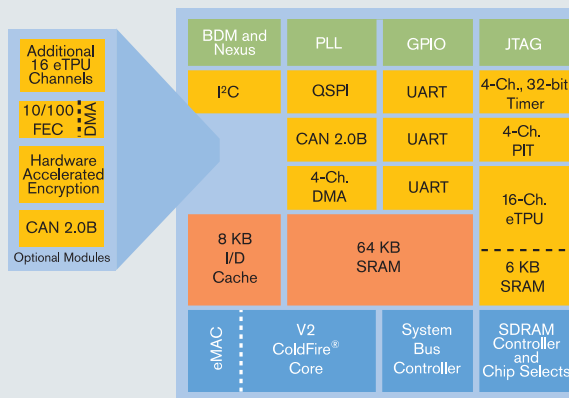 Additional
16 eTPU
Channels
10/100
FEC
DMA
Hardware
Accelerated
Encryption
CAN 2.0B
Optional Modules
BDM and
Nexus
PLL
GPIO
JTAG
I²C
QSPI
UART
4-Ch., 32-bit
Timer
CAN 2.0B
UART
4-Ch.
PIT
4-Ch.
DMA
UART
16-Ch.
eTPU
8 KB
I/D
Cache
64 KB
SRAM
6 KB
SRAM
eMAC
V2
ColdFire®
Core
System
Bus
Controller
SDRAM
Controller
and
Chip Selects